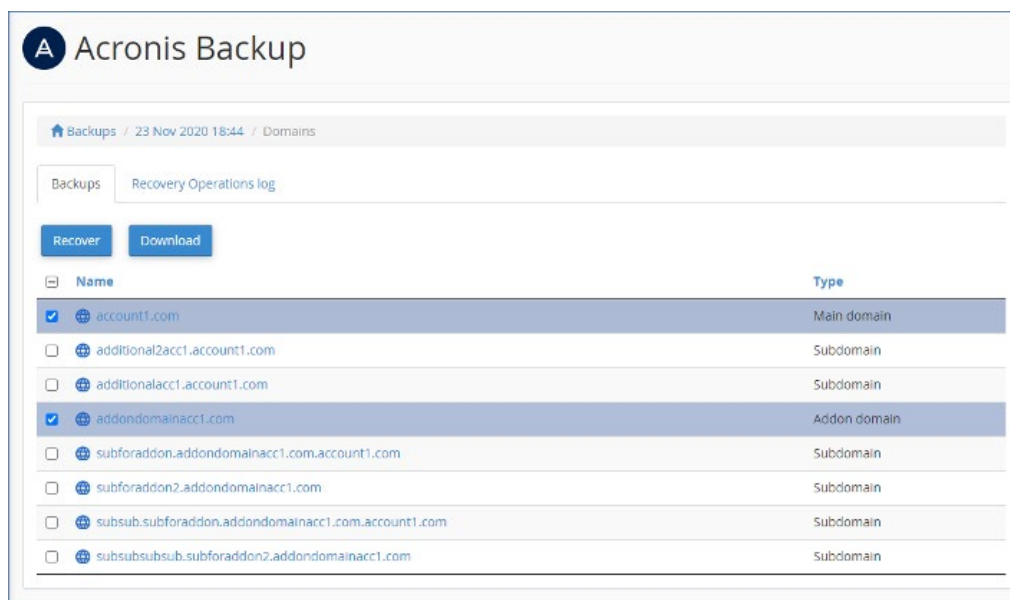 A Acronis Backup
Backups / 23 Nov 2020 18:44 / Domains
Backups Recovery Operations log
Recover Download
Name Type
account1.com Main domain
additional2acc1.account1.com Subdomain
additionalacc1.account1.com Subdomain
addondomainacc1.com Addon domain
subforaddon.addondomainacc1.com.account1.com Subdomain
subforaddon2.addondomainacc1.com Subdomain
subsub.subforaddon.addondomainacc1.com.account1.com Subdomain
subsubsubsub.subforaddon2.addondomainacc1.com Subdomain